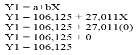 Y1 = a+bX
Y1 = 106,125 + 27,011X
Y1 = 106,125 + 27,011(0)
Y1 = 106,125 + 0
Y1 = 106,125